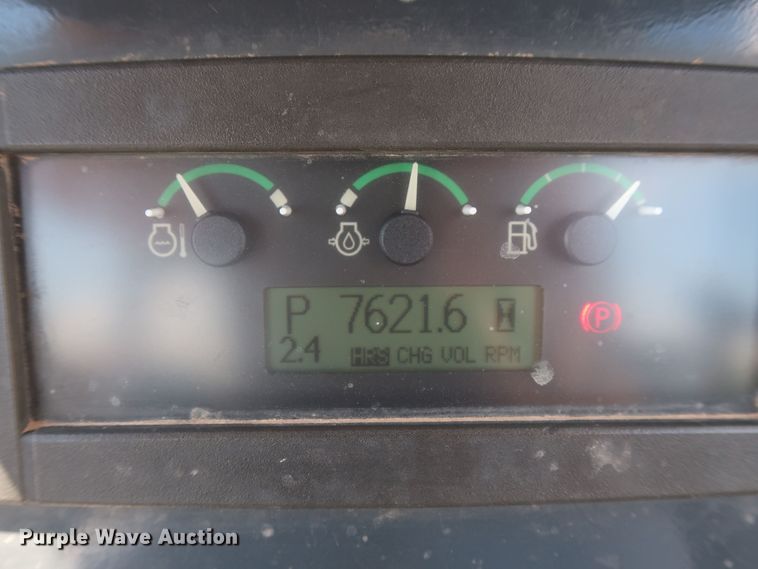 P 7621.6
2.4 HRS CHG VOL RPM
P
Purple Wave Auction